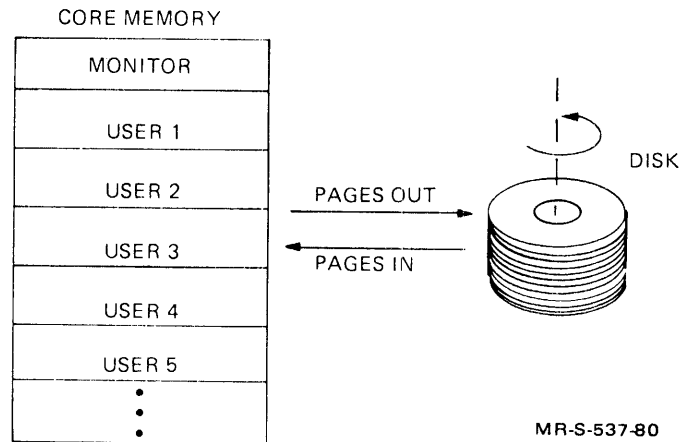 CORE MEMORY
MONITOR
USER 1
USER 2
USER 3
USER 4
USER 5
PAGES OUT
PAGES IN
DISK
MR-S-537-80